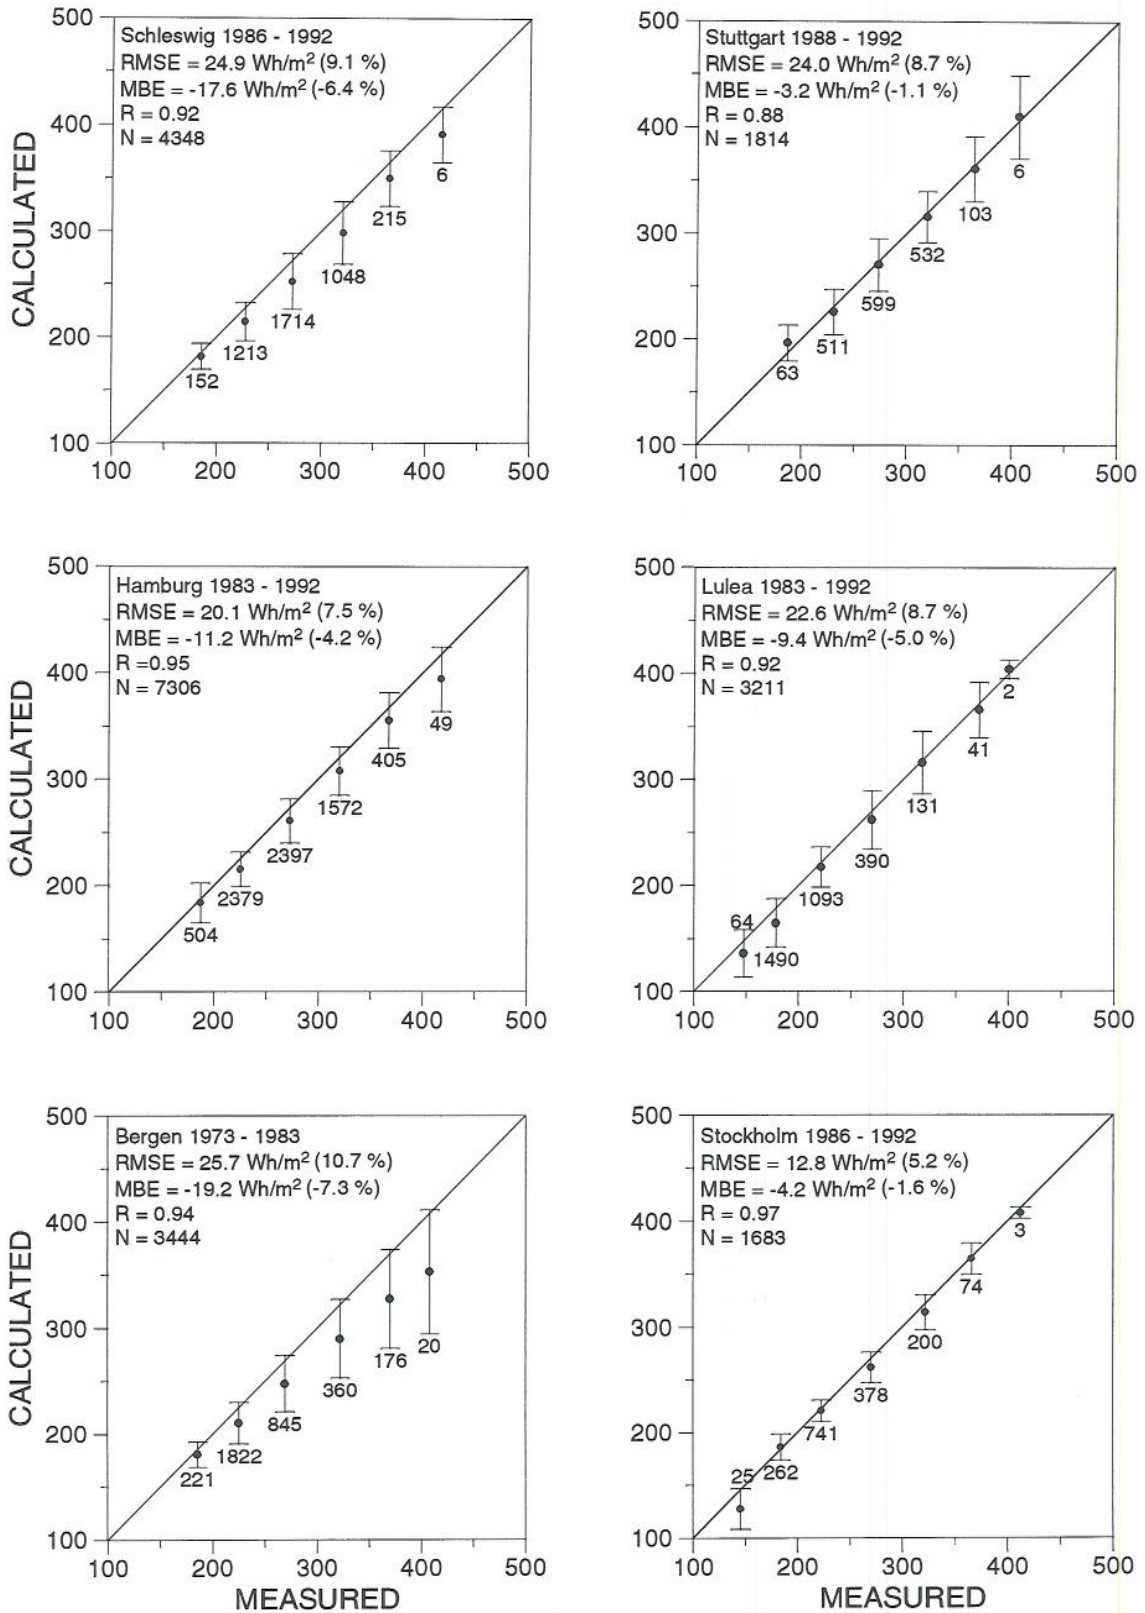 500
400
300
200
100
CALCULATED
Schleswig 1986 - 1992
RMSE = 24.9 Wh/m² (9.1 %)
MBE = -17.6 Wh/m² (-6.4 %)
R = 0.92
N = 4348
152
1213
1714
1048
215
6
100 200 300 400 500
500
400
300
200
100
Stuttgart 1988 - 1992
RMSE = 24.0 Wh/m² (8.7 %)
MBE = -3.2 Wh/m² (-1.1 %)
R = 0.88
N = 1814
63
511
599
532
103
6
100 200 300 400 500
500
400
300
200
100
CALCULATED
Hamburg 1983 - 1992
RMSE = 20.1 Wh/m² (7.5 %)
MBE = -11.2 Wh/m² (-4.2 %)
R =0.95
N = 7306
504
2379
2397
1572
405
49
100 200 300 400 500
500
400
300
200
100
Lulea 1983 - 1992
RMSE = 22.6 Wh/m² (8.7 %)
MBE = -9.4 Wh/m² (-5.0 %)
R = 0.92
N = 3211
64
1490
1093
390
131
41
2
100 200 300 400 500
500
400
300
200
100
CALCULATED
Bergen 1973 - 1983
RMSE = 25.7 Wh/m² (10.7 %)
MBE = -19.2 Wh/m² (-7.3 %)
R = 0.94
N = 3444
221
1822
845
360
176
20
100 200 300 400 500
MEASURED
500
400
300
200
100
Stockholm 1986 - 1992
RMSE = 12.8 Wh/m² (5.2 %)
MBE = -4.2 Wh/m² (-1.6 %)
R = 0.97
N = 1683
25
262
741
378
200
74
3
100 200 300 400 500
MEASURED